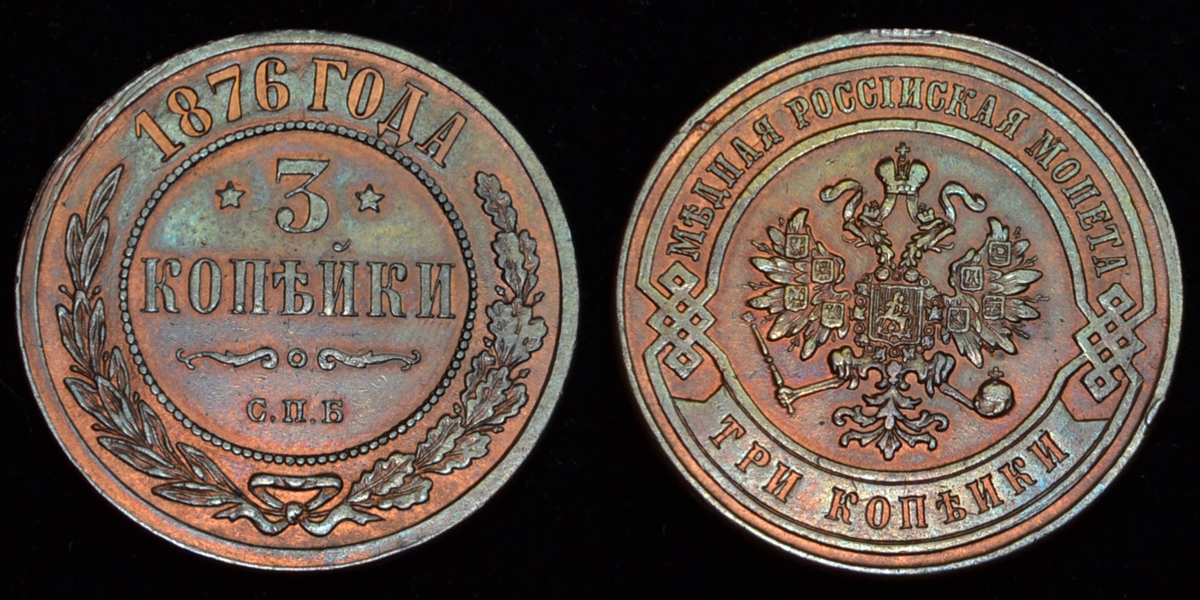 1876 ГОДА
3
КОПѢЙКИ
С.П.Б
МѢДНАЯ РОССІЙСКАЯ МОНЕТА
ТРИ КОПѢЙКИ